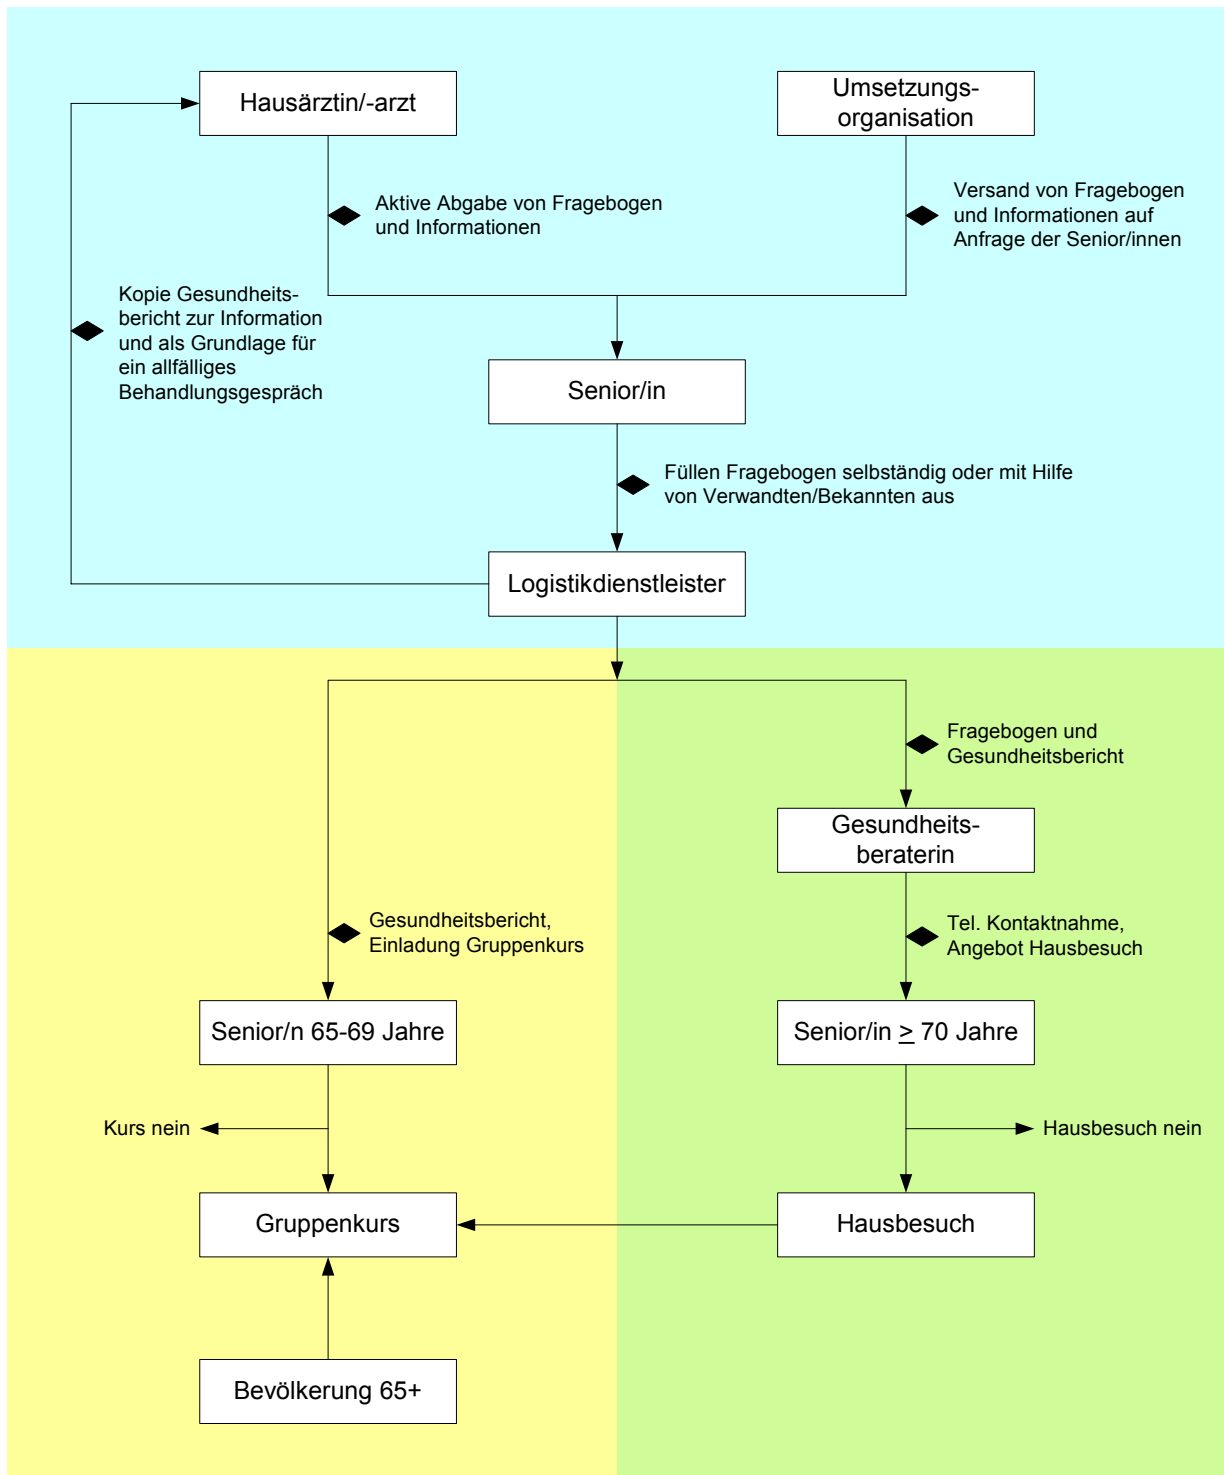 Hausärztin/-arzt
Umsetzungs-
organisation
Aktive Abgabe von Fragebogen
und Informationen
Versand von Fragebogen
und Informationen auf
Anfrage der Senior/innen
Kopie Gesundheits-
bericht zur Information
und als Grundlage für
ein allfälliges
Behandlungsgespräch
Senior/in
Füllen Fragebogen selbständig oder mit Hilfe
von Verwandten/Bekannten aus
Logistikdienstleister
Fragebogen und
Gesundheitsbericht
Gesundheits-
beraterin
Gesundheitsbericht,
Einladung Gruppenkurs
Tel. Kontaktnahme,
Angebot Hausbesuch
Senior/n 65-69 Jahre
Senior/in ≥ 70 Jahre
Kurs nein
Hausbesuch nein
Gruppenkurs
Hausbesuch
Bevölkerung 65+